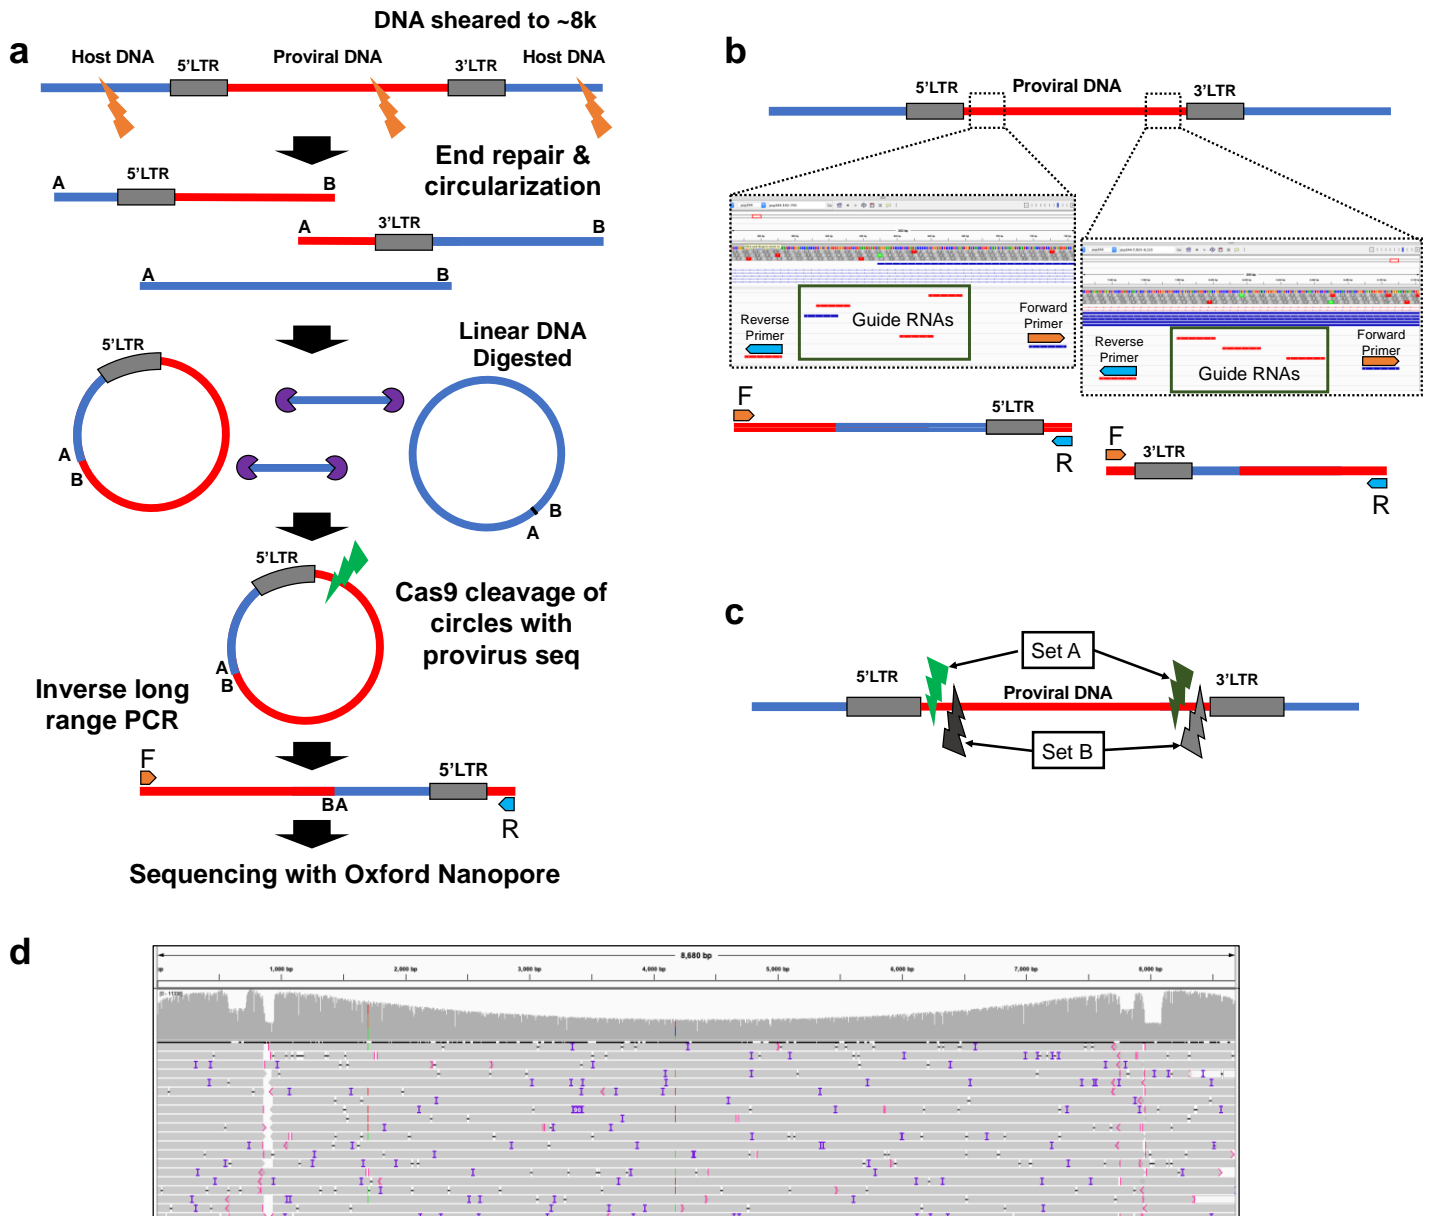 a
DNA sheared to ~8k
Host DNA
5'LTR
Proviral DNA
3'LTR
Host DNA
End repair &
circularization
A
5'LTR
B
A
3'LTR
B
A
B
Linear DNA
Digested
5'LTR
A
B
B
A
5'LTR
A
B
Cas9 cleavage of
circles with
provirus seq
Inverse long
range PCR
F
5'LTR
BA
R
Sequencing with Oxford Nanopore
b
5'LTR
Proviral DNA
3'LTR
Reverse
Primer
Guide RNAs
Forward
Primer
Reverse
Primer
Guide RNAs
Forward
Primer
F
5'LTR
R
F
3'LTR
R
c
Set A
5'LTR
Proviral DNA
3'LTR
Set B
d
8,680 bp
1,000 bp
2,000 bp
3,000 bp
4,000 bp
5,000 bp
6,000 bp
7,000 bp
8,000 bp